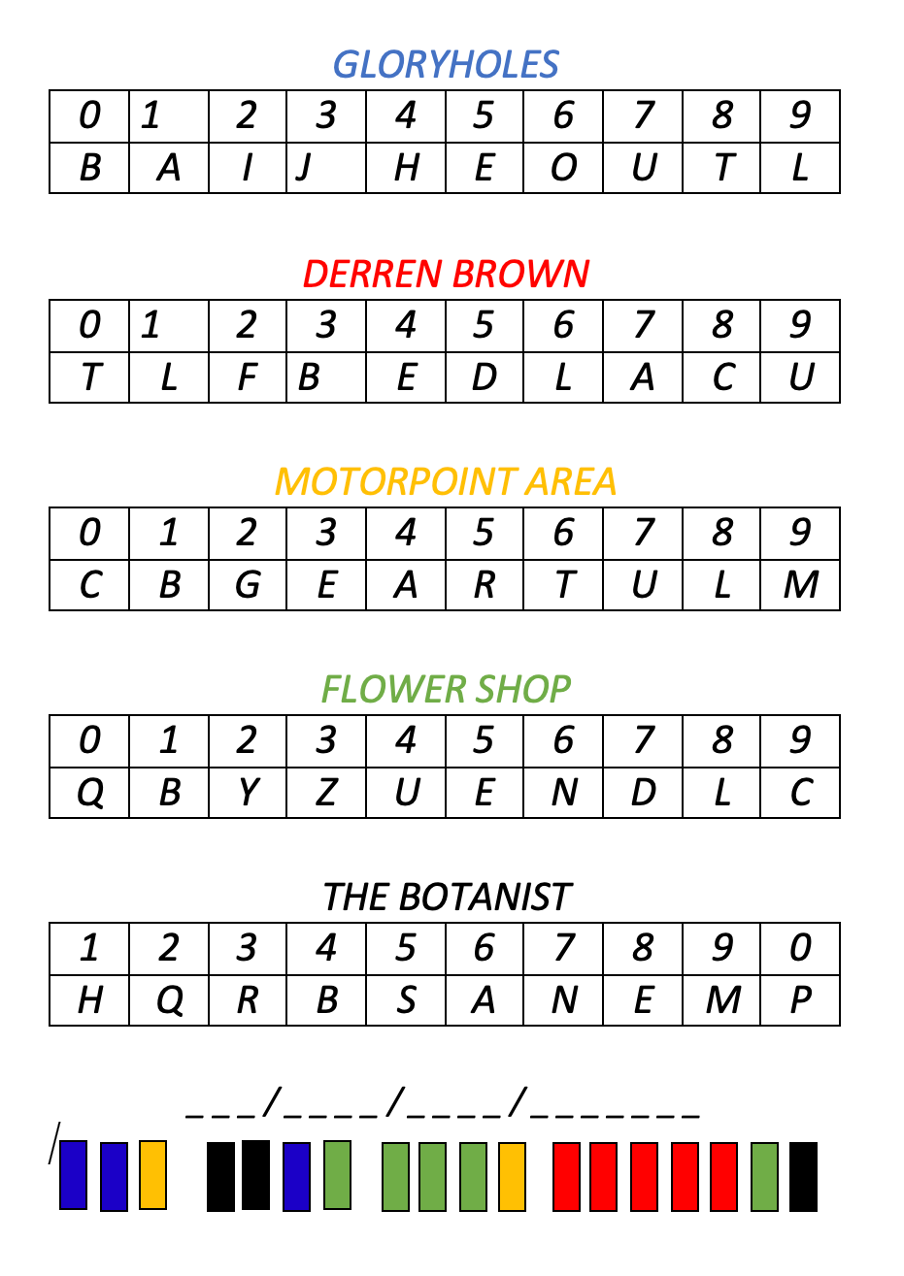 GLORYHOLES
0 1 2 3 4 5 6 7 8 9
B A I J H E O U T L
DERREN BROWN
0 1 2 3 4 5 6 7 8 9
T L F B E D L A C U
MOTORPOINT AREA
0 1 2 3 4 5 6 7 8 9
C B G E A R T U L M
FLOWER SHOP
0 1 2 3 4 5 6 7 8 9
Q B Y Z U E N D L C
THE BOTANIST
1 2 3 4 5 6 7 8 9 0
H Q R B S A N E M P
_ _ _ / _ _ _ _ / _ _ _ _ / _ _ _ _ _ _ _
/